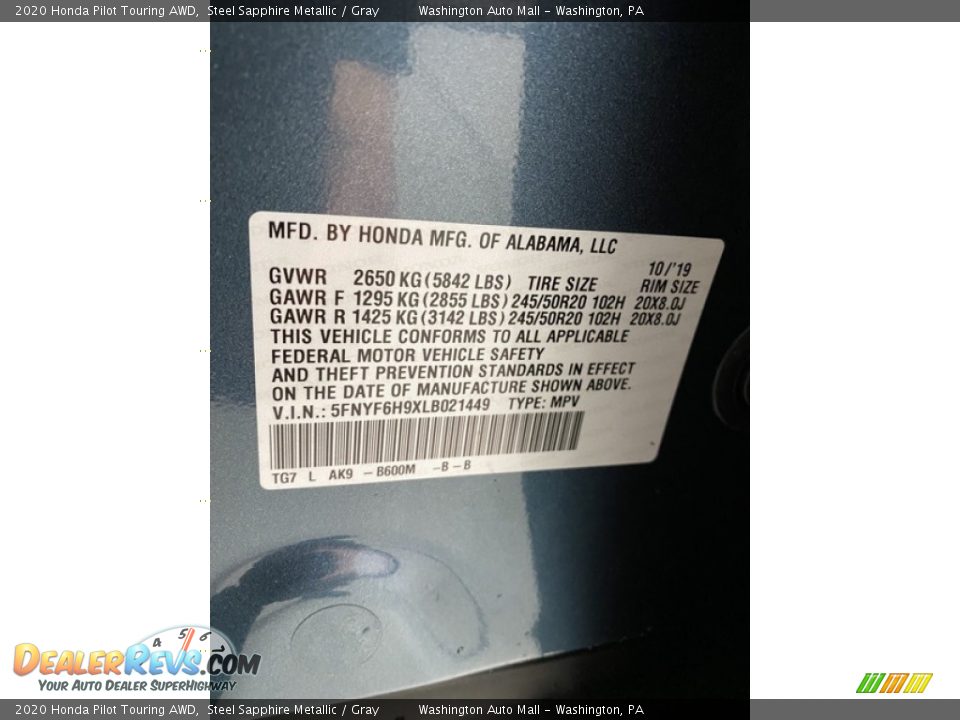 2020 Honda Pilot Touring AWD, Steel Sapphire Metallic / Gray Washington Auto Mall - Washington, PA
MFD. BY HONDA MFG. OF ALABAMA, LLC
10/'19
GVWR 2650 KG (5842 LBS) TIRE SIZE RIM SIZE
GAWR F 1295 KG (2855 LBS) 245/50R20 102H 20X8.0J
GAWR R 1425 KG (3142 LBS) 245/50R20 102H 20X8.0J
THIS VEHICLE CONFORMS TO ALL APPLICABLE
FEDERAL MOTOR VEHICLE SAFETY
AND THEFT PREVENTION STANDARDS IN EFFECT
ON THE DATE OF MANUFACTURE SHOWN ABOVE.
V.I.N.: 5FNYF6H9XLB021449 TYPE: MPV
TG7 L AK9 - B600M - B - B
4 5 6
DEALERREVS.COM
YOUR AUTO DEALER SUPERHIGHWAY
2020 Honda Pilot Touring AWD, Steel Sapphire Metallic / Gray Washington Auto Mall - Washington, PA